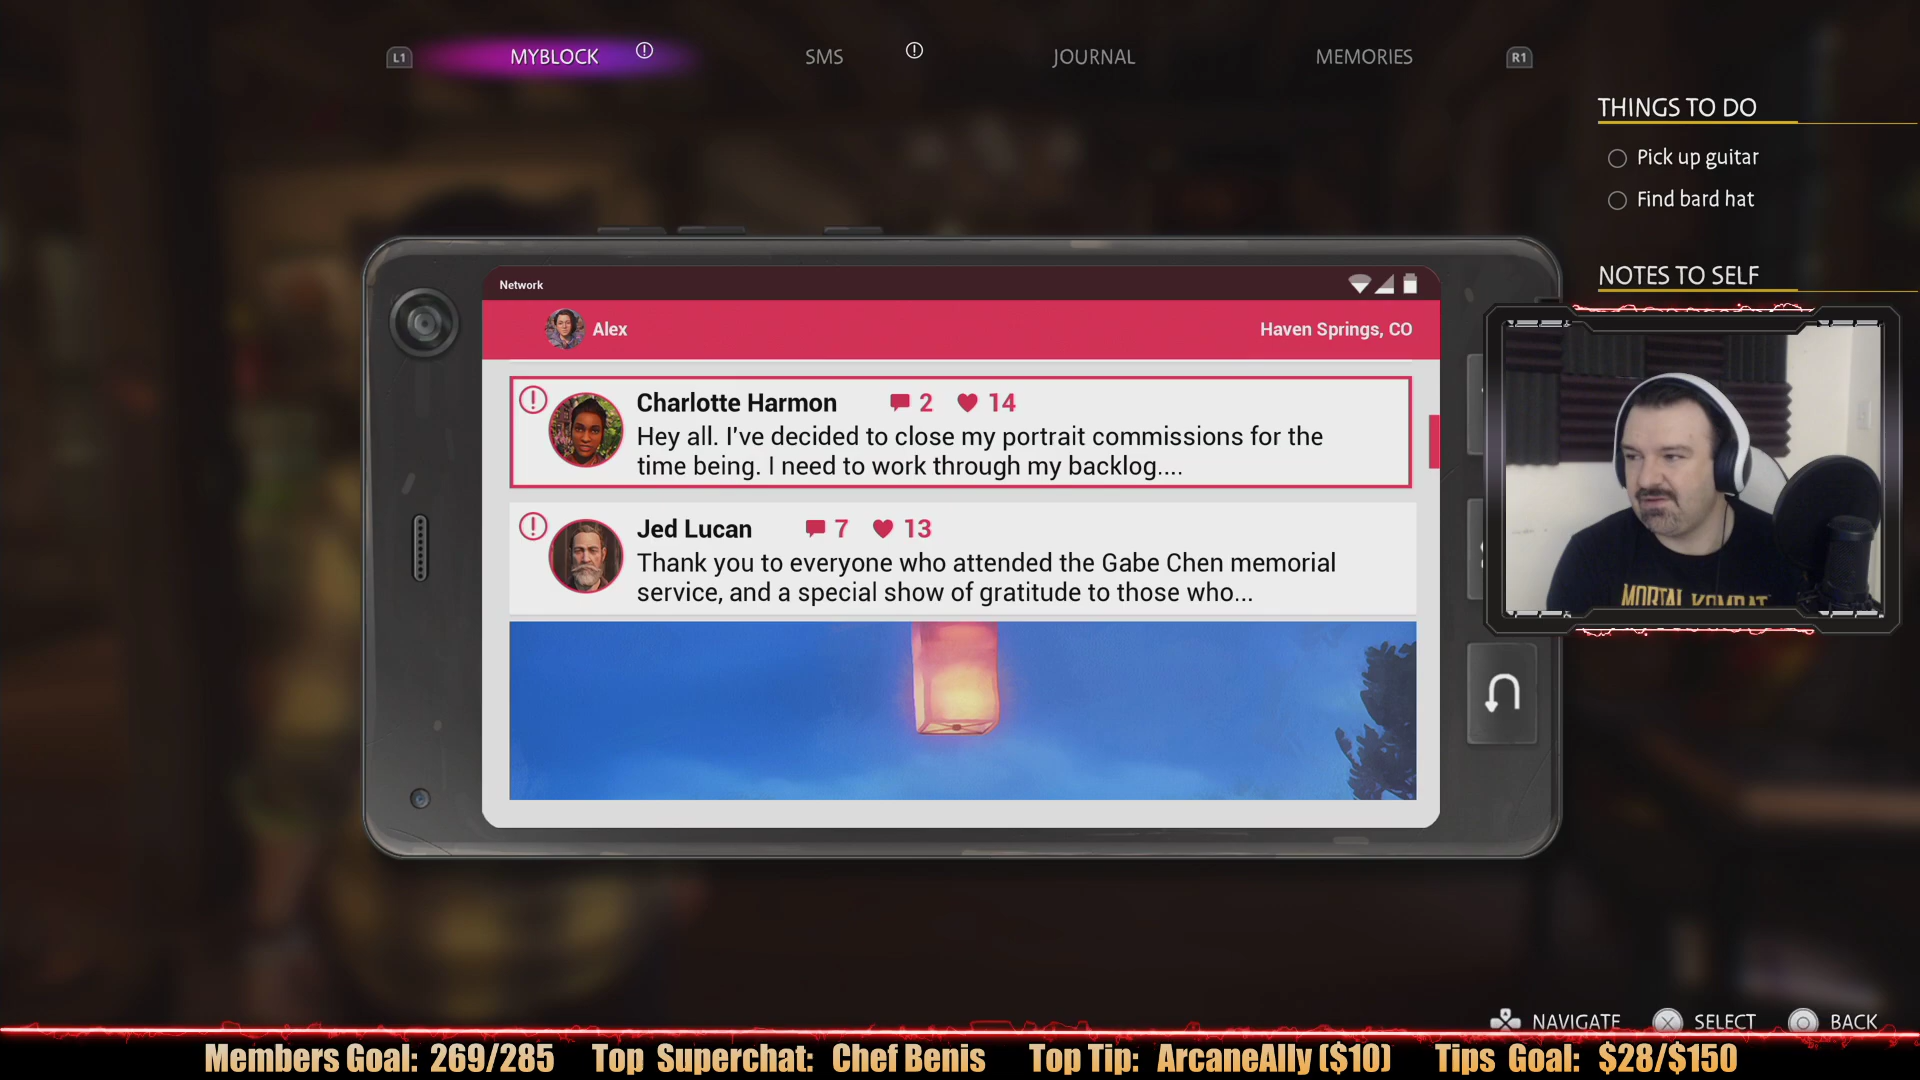 L1 MYBLOCK SMS JOURNAL MEMORIES R1
THINGS TO DO
Pick up guitar
Find bard hat
NOTES TO SELF
Network
Alex
Haven Springs, CO
Charlotte Harmon 2 14
Hey all. I've decided to close my portrait commissions for the
time being. I need to work through my backlog....
Jed Lucan 7 13
Thank you to everyone who attended the Gabe Chen memorial
service, and a special show of gratitude to those who...
MORTAL KOMBAT
NAVIGATE SELECT BACK
Members Goal: 269/285 Top Superchat: Chef Benis Top Tip: ArcaneAlly ($10) Tips Goal: $28/$150